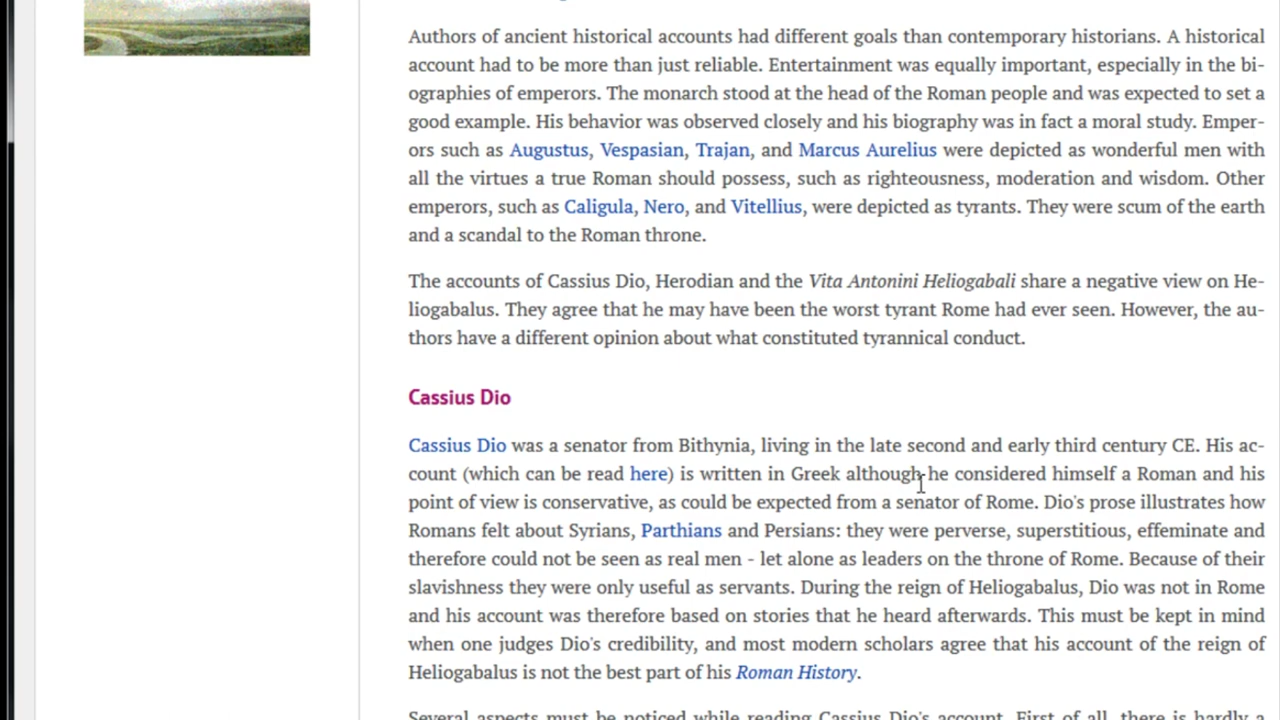 Authors of ancient historical accounts had different goals than contemporary historians. A historical
account had to be more than just reliable. Entertainment was equally important, especially in the bi-
ographies of emperors. The monarch stood at the head of the Roman people and was expected to set a
good example. His behavior was observed closely and his biography was in fact a moral study. Emper-
ors such as Augustus, Vespasian, Trajan, and Marcus Aurelius were depicted as wonderful men with
all the virtues a true Roman should possess, such as righteousness, moderation and wisdom. Other
emperors, such as Caligula, Nero, and Vitellius, were depicted as tyrants. They were scum of the earth
and a scandal to the Roman throne.
The accounts of Cassius Dio, Herodian and the Vita Antonini Heliogabali share a negative view on He-
liogabalus. They agree that he may have been the worst tyrant Rome had ever seen. However, the au-
thors have a different opinion about what constituted tyrannical conduct.
Cassius Dio
Cassius Dio was a senator from Bithynia, living in the late second and early third century CE. His ac-
count (which can be read here) is written in Greek although he considered himself a Roman and his
point of view is conservative, as could be expected from a senator of Rome. Dio's prose illustrates how
Romans felt about Syrians, Parthians and Persians: they were perverse, superstitious, effeminate and
therefore could not be seen as real men - let alone as leaders on the throne of Rome. Because of their
slavishness they were only useful as servants. During the reign of Heliogabalus, Dio was not in Rome
and his account was therefore based on stories that he heard afterwards. This must be kept in mind
when one judges Dio's credibility, and most modern scholars agree that his account of the reign of
Heliogabalus is not the best part of his Roman History.
Several aspects must be noticed while reading Cassius Dio's account. First of all, there is hardly a